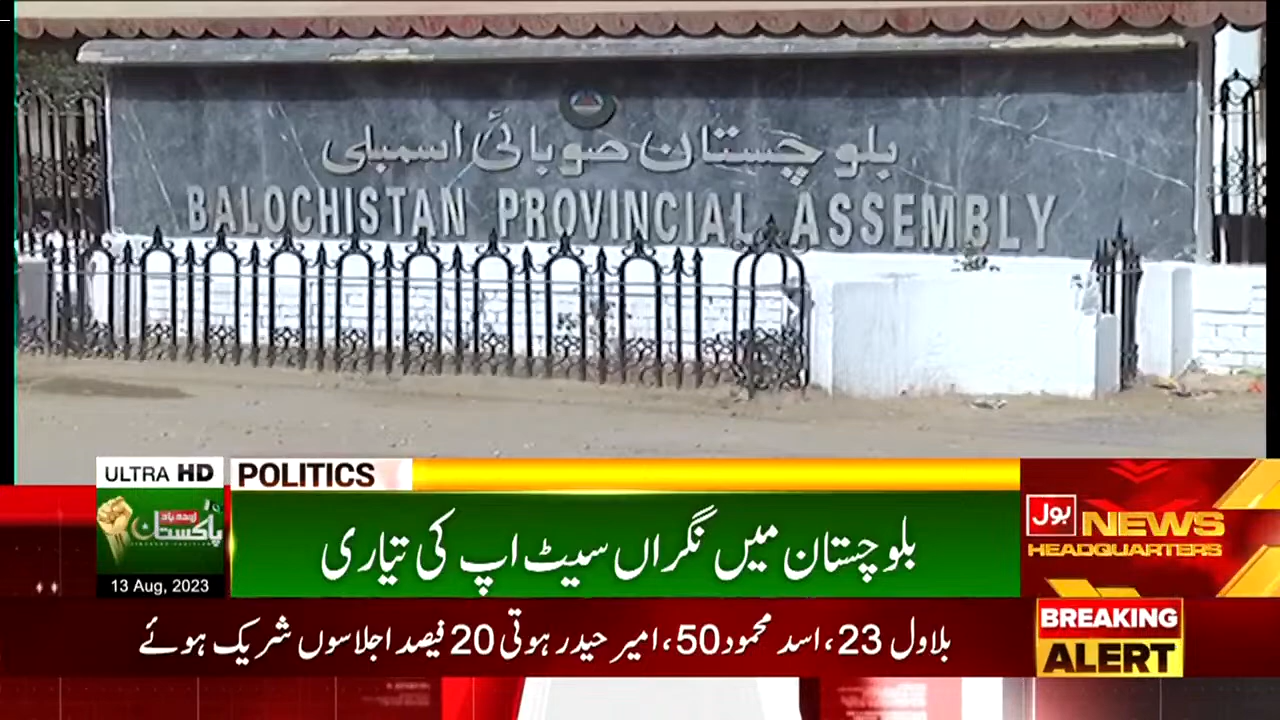 بلوچستان صوبائی اسمبلی
BALOCHISTAN PROVINCIAL ASSEMBLY
ULTRA HD
POLITICS
زندہ باد
پاکستان
13 Aug, 2023
بلوچستان میں نگراں سیٹ اپ کی تیاری
بول NEWS
HEADQUARTERS
بلاول 23، اسد محمود 50، امیر حیدر ہوتی 20 فیصد اجلاسوں شریک ہوئے
BREAKING
ALERT